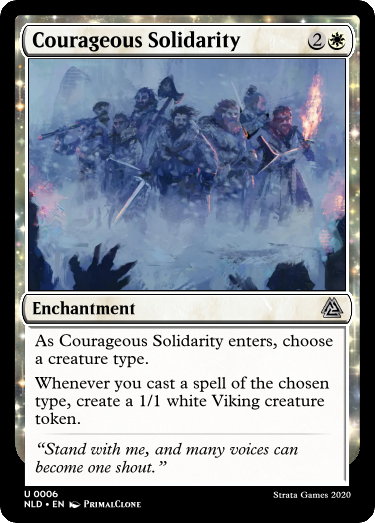 Courageous Solidarity 2
Enchantment
As Courageous Solidarity enters, choose
a creature type.
Whenever you cast a spell of the chosen
type, create a 1/1 white Viking creature
token.
“Stand with me, and many voices can
become one shout.”
U 0006 Strata Games 2020
NLD • EN PrimalClone